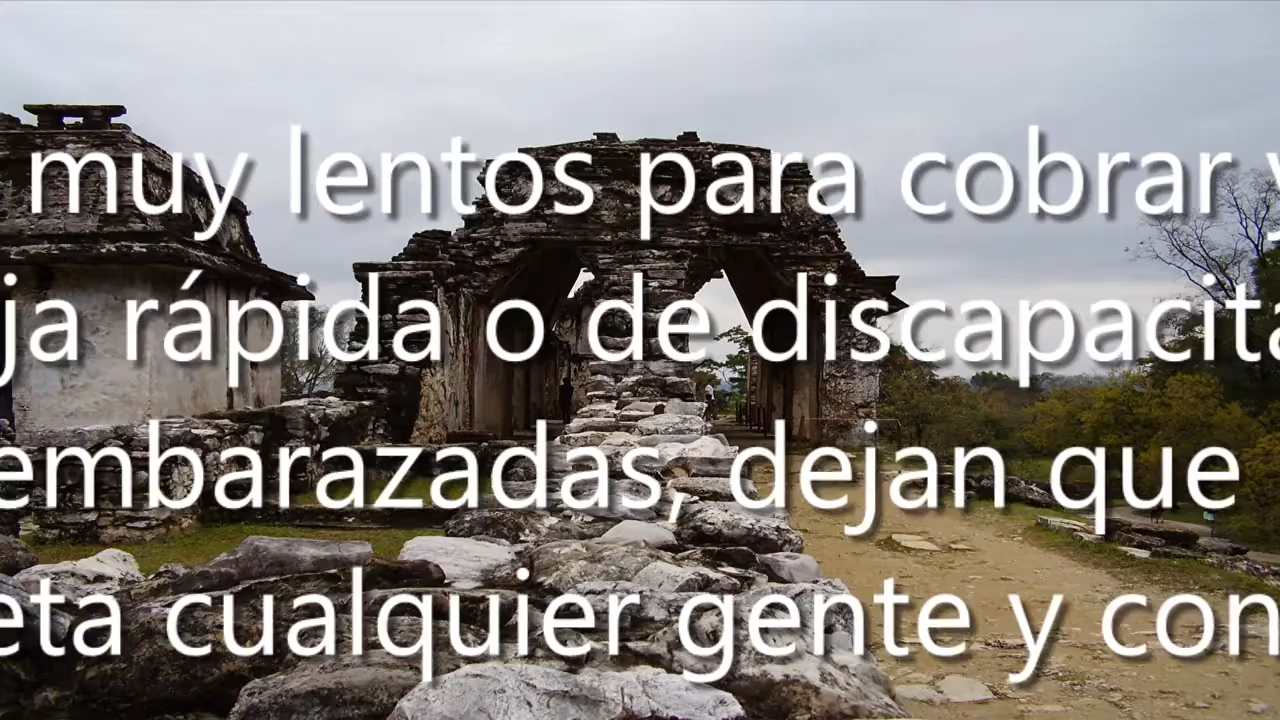 muy lentos para cobrar y
ja rápida o de discapacita
embarazadas, dejan que
eta cualquier gente y con